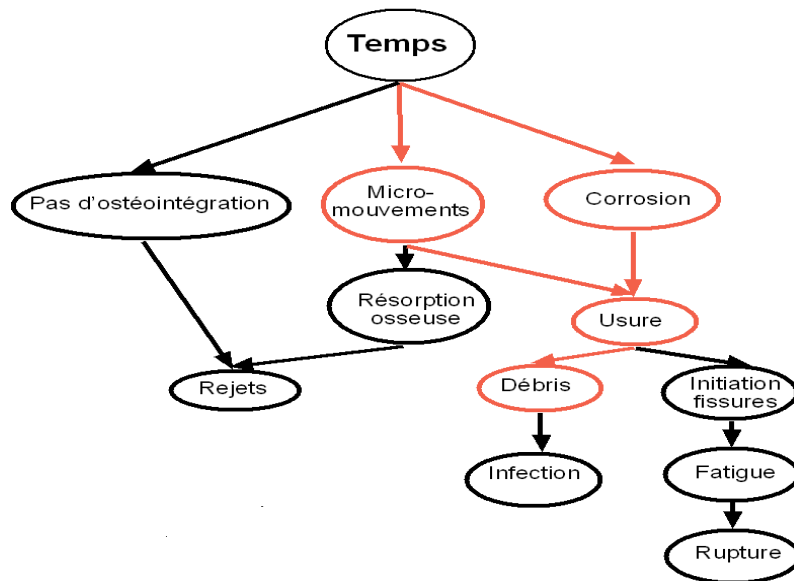 Temps
Pas d'ostéointégration
Micro-
mouvements
Corrosion
Résorption
osseuse
Usure
Rejets
Débris
Initiation
fissures
Infection
Fatigue
Rupture